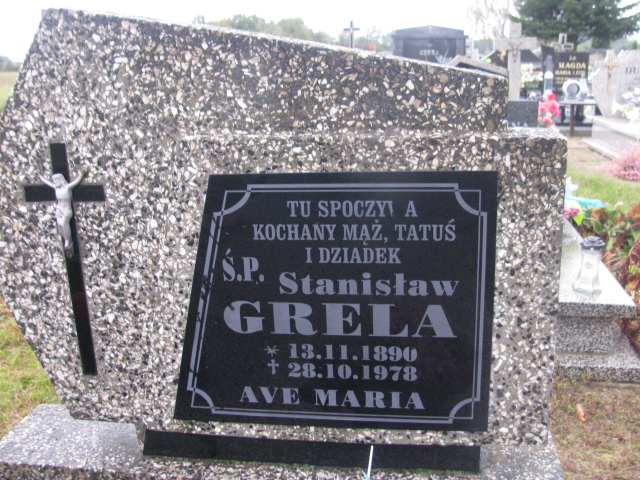 TU SPOCZYWA
KOCHANY MĄŻ, TATUŚ
I DZIADEK
Ś.P. Stanisław
GRELA
* 13.11.1890
† 28.10.1978
AVE MARIA
MAGDA